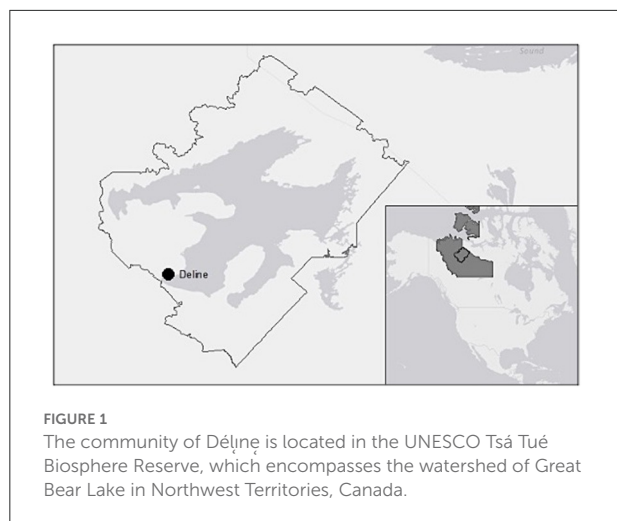 Sound
Deline
FIGURE 1
The community of Délı̨nę is located in the UNESCO Tsá Tué
Biosphere Reserve, which encompasses the watershed of Great
Bear Lake in Northwest Territories, Canada.